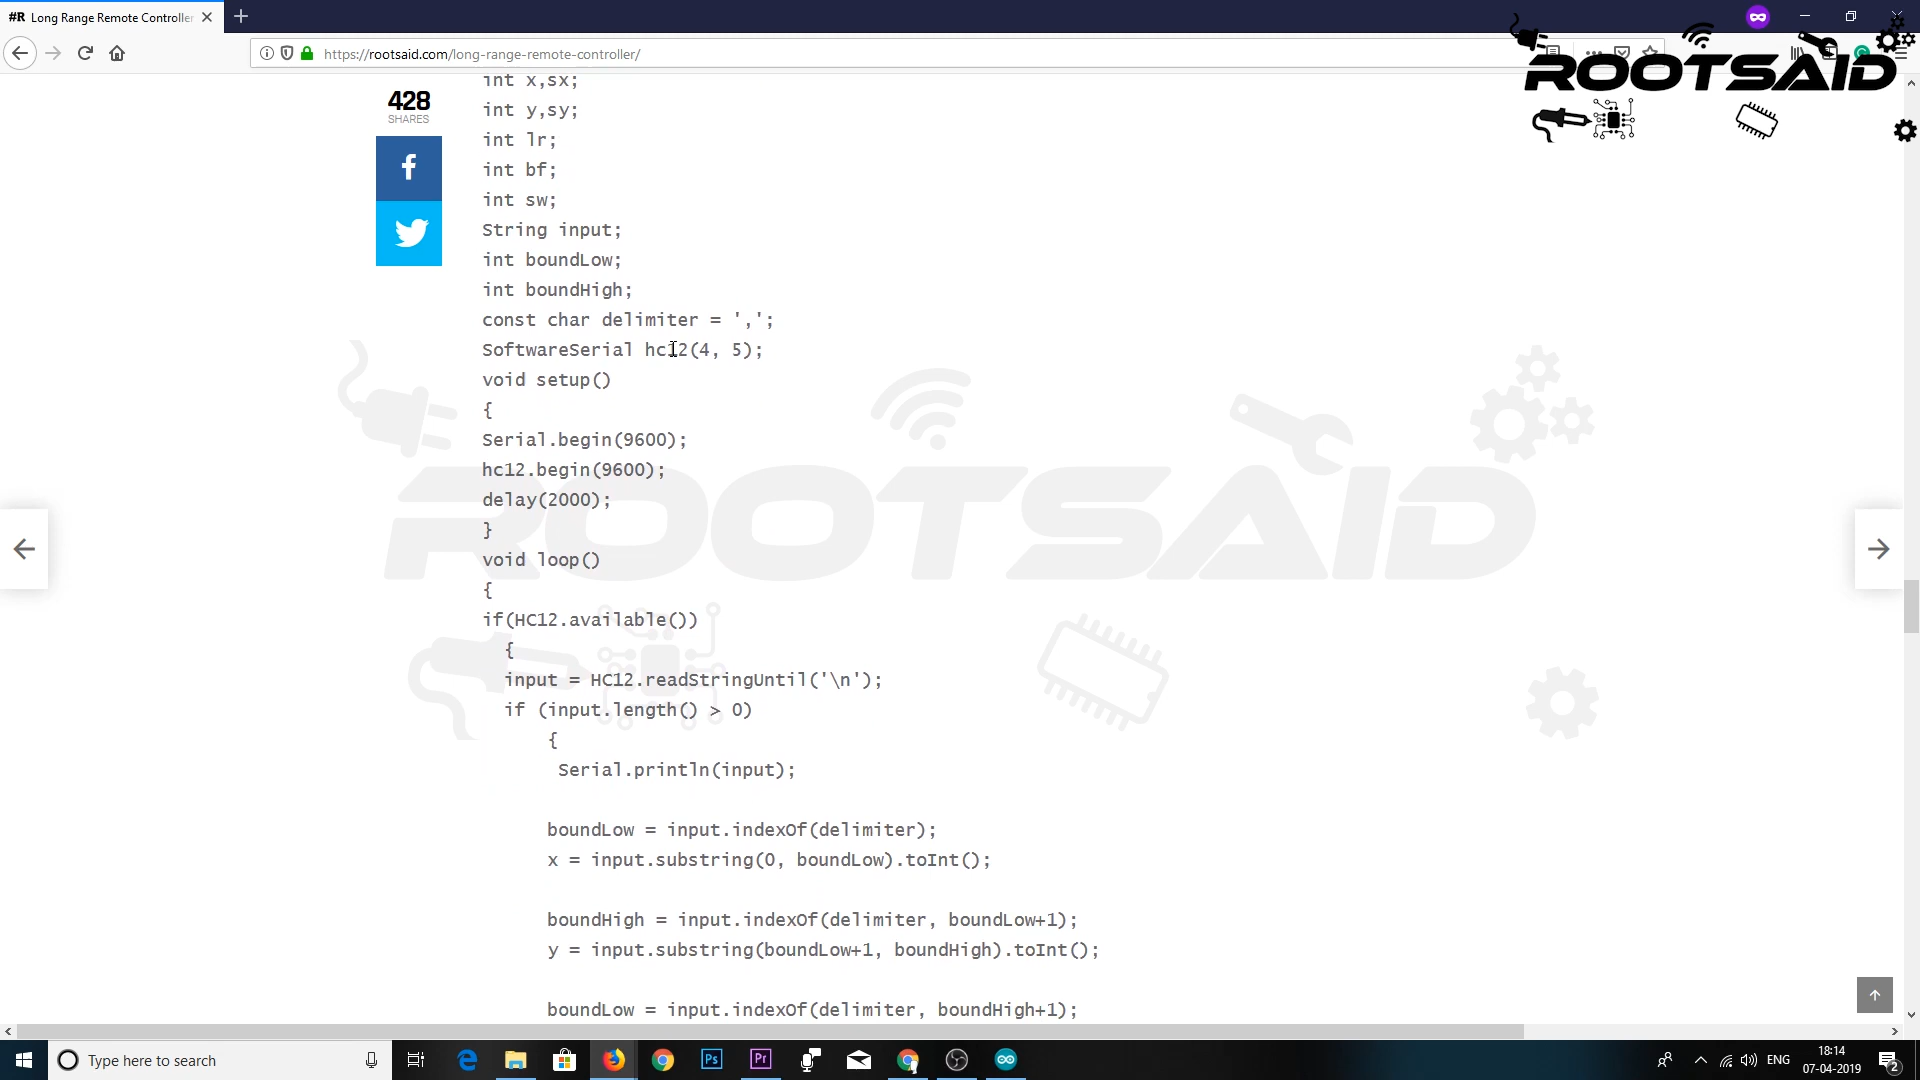 #R Long Range Remote Controller
https://rootsaid.com/long-range-remote-controller/
ROOTSAID
428
SHARES
int x,sx;
int y,sy;
int lr;
int bf;
int sw;
String input;
int boundLow;
int boundHigh;
const char delimiter = ',';
SoftwareSerial hc12(4, 5);
void setup()
{
Serial.begin(9600);
hc12.begin(9600);
delay(2000);
}
void loop()
{
if(HC12.available())
{
input = HC12.readStringUntil('\n');
if (input.length() > 0)
{
Serial.println(input);
boundLow = input.indexOf(delimiter);
x = input.substring(0, boundLow).toInt();
boundHigh = input.indexOf(delimiter, boundLow+1);
y = input.substring(boundLow+1, boundHigh).toInt();
boundLow = input.indexOf(delimiter, boundHigh+1);
ROOTSAID
Type here to search
Ps
Pr
ENG
18:14
07-04-2019
2